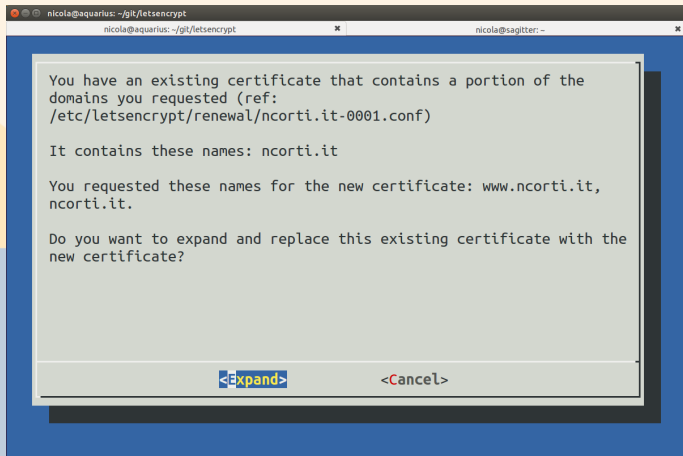 nicola@aquarius: ~/git/letsencrypt
nicola@aquarius: ~/git/letsencrypt
nicola@sagitter: ~
You have an existing certificate that contains a portion of the
domains you requested (ref:
/etc/letsencrypt/renewal/ncorti.it-0001.conf)
It contains these names: ncorti.it
You requested these names for the new certificate: www.ncorti.it,
ncorti.it.
Do you want to expand and replace this existing certificate with the
new certificate?
<Expand> <Cancel>